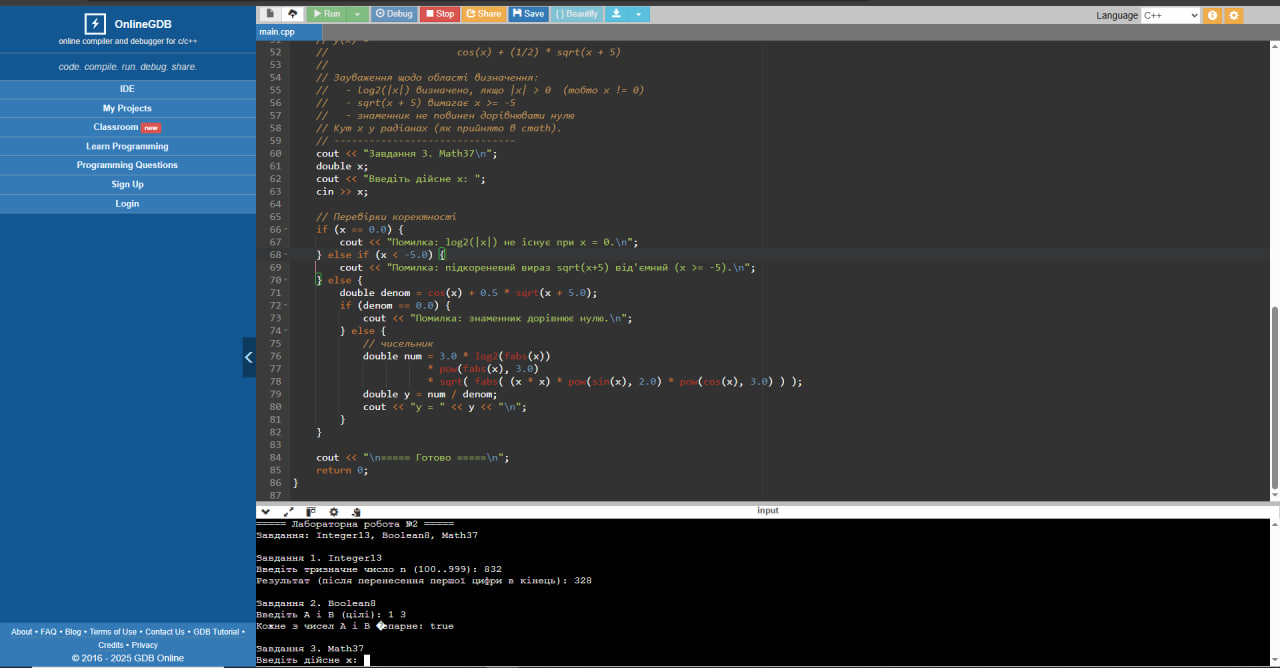 OnlineGDB
online compiler and debugger for c/c++
code. compile. run. debug. share.
IDE
My Projects
Classroom new
Learn Programming
Programming Questions
Sign Up
Login
About • FAQ • Blog • Terms of Use • Contact Us • GDB Tutorial •
Credits • Privacy
© 2016 - 2025 GDB Online
Run Debug Stop Share Save { } Beautify Language C++
main.cpp
51 // y(x) =
52 // cos(x) + (1/2) * sqrt(x + 5)
53 //
54 // Зауваження щодо області визначення:
55 // - log2(|x|) визначено, якщо |x| > 0 (тобто x != 0)
56 // - sqrt(x + 5) вимагає x >= -5
57 // - знаменник не повинен дорівнювати нулю
58 // Кут x у радіанах (як прийнято в cmath).
59 // -------------------------------
60 cout << "Завдання 3. Math37\n";
61 double x;
62 cout << "Введіть дійсне x: ";
63 cin >> x;
64
65 // Перевірки коректності
66 if (x == 0.0) {
67 cout << "Помилка: log2(|x|) не існує при x = 0.\n";
68 } else if (x < -5.0) {
69 cout << "Помилка: підкореневий вираз sqrt(x+5) від'ємний (x >= -5).\n";
70 } else {
71 double denom = cos(x) + 0.5 * sqrt(x + 5.0);
72 if (denom == 0.0) {
73 cout << "Помилка: знаменник дорівнює нулю.\n";
74 } else {
75 // чисельник
76 double num = 3.0 * log2(fabs(x))
77 * pow(fabs(x), 3.0)
78 * sqrt( fabs( (x * x) * pow(sin(x), 2.0) * pow(cos(x), 3.0) ) );
79 double y = num / denom;
80 cout << "y = " << y << "\n";
81 }
82 }
83
84 cout << "\n===== Готово =====\n";
85 return 0;
86 }
87
input
===== Лабораторна робота №2 =====
Завдання: Integer13, Boolean8, Math37
Завдання 1. Integer13
Введіть тризначне число n (100..999): 832
Результат (після перенесення першої цифри в кінець): 328
Завдання 2. Boolean8
Введіть A і B (цілі): 1 3
Кожне з чисел A і B �епарне: true
Завдання 3. Math37
Введіть дійсне x: